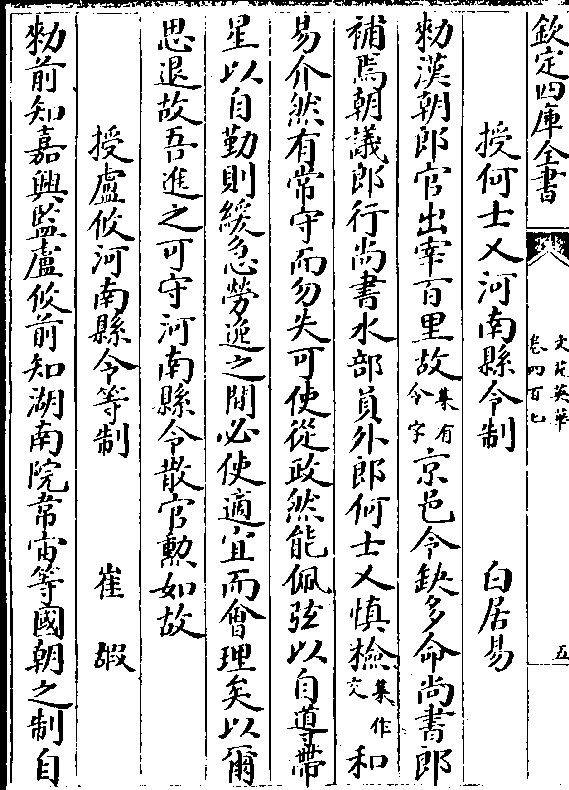 欽定四庫全書
文苑英華
卷四百七
五
授何士乂河南縣令制 白居易
勅漢朝郎官出宰百里故集有令字京邑令缺多命尚書郎
補焉朝議郎行尚書水部員外郎何士乂慎檢集作文和
易介然有常守而勿失可使從政然能佩弦以自導帶
星以自勤則緩急勞逸之間必使適宜而會理矣以爾
思退故吾進之可守河南縣令散官勲如故
授盧攸河南縣令等制 崔嘏
勅前知嘉興監盧攸前知湖南院韋宙等國朝之制自